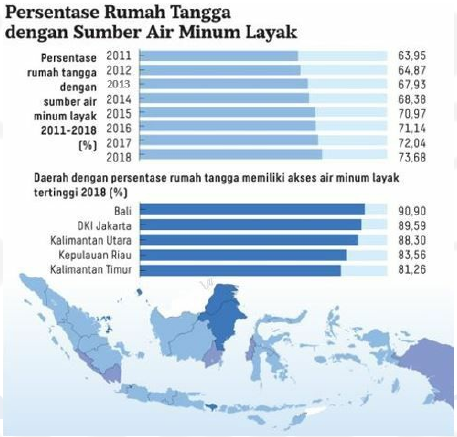 Persentase Rumah Tangga
dengan Sumber Air Minum Layak
Persentase
rumah tangga
dengan
sumber air
minum layak
2011-2018
(%)
2011 63,95
2012 64,87
2013 67,93
2014 68,38
2015 70,97
2016 71,14
2017 72,04
2018 73,68
Daerah dengan persentase rumah tangga memiliki akses air minum layak
tertinggi 2018 (%)
Bali 90,90
DKI Jakarta 89,59
Kalimantan Utara 88,30
Kepulauan Riau 83,56
Kalimantan Timur 81,26